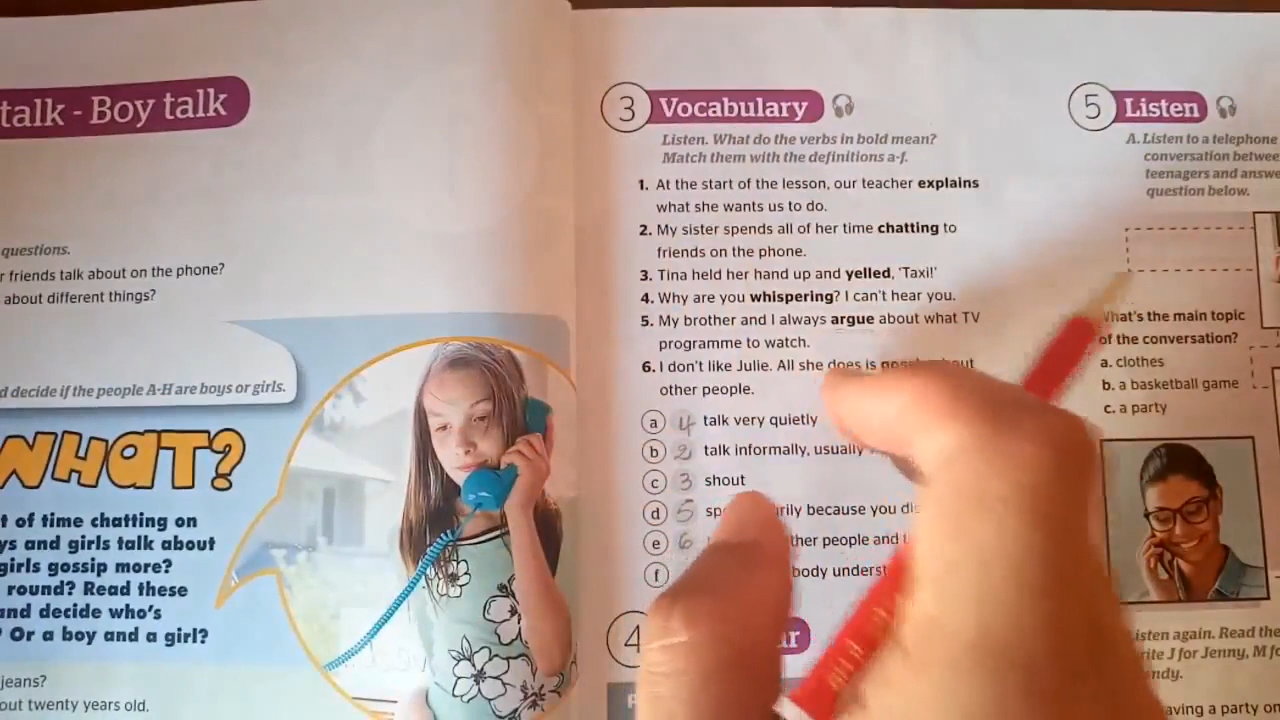 talk - Boy talk
questions.
r friends talk about on the phone?
about different things?
d decide if the people A-H are boys or girls.
WHAT?
t of time chatting on
ys and girls talk about
girls gossip more?
round? Read these
and decide who's
? Or a boy and a girl?
jeans?
out twenty years old.
3 Vocabulary
Listen. What do the verbs in bold mean?
Match them with the definitions a-f.
1. At the start of the lesson, our teacher explains
what she wants us to do.
2. My sister spends all of her time chatting to
friends on the phone.
3. Tina held her hand up and yelled, 'Taxi!'
4. Why are you whispering? I can't hear you.
5. My brother and I always argue about what TV
programme to watch.
6. I don't like Julie. All she does is
other people.
a 4 talk very quietly
b 2 talk informally, usually
c 3 shout
d 5 because you
e 6 people and
f
4
5 Listen
A. Listen to a telephone
conversation betwee
teenagers and answe
question below.
What's the main topic
of the conversation?
a. clothes
b. a basketball game
c. a party
isten again. Read the
rite J for Jenny, M fo
ndy.
aving a party on